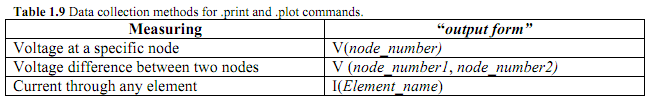 Table 1.9 Data collection methods for .print and .plot commands.
Measuring “output form”
Voltage at a specific node V(node_number)
Voltage difference between two nodes V (node_number1, node_number2)
Current through any element I(Element_name)